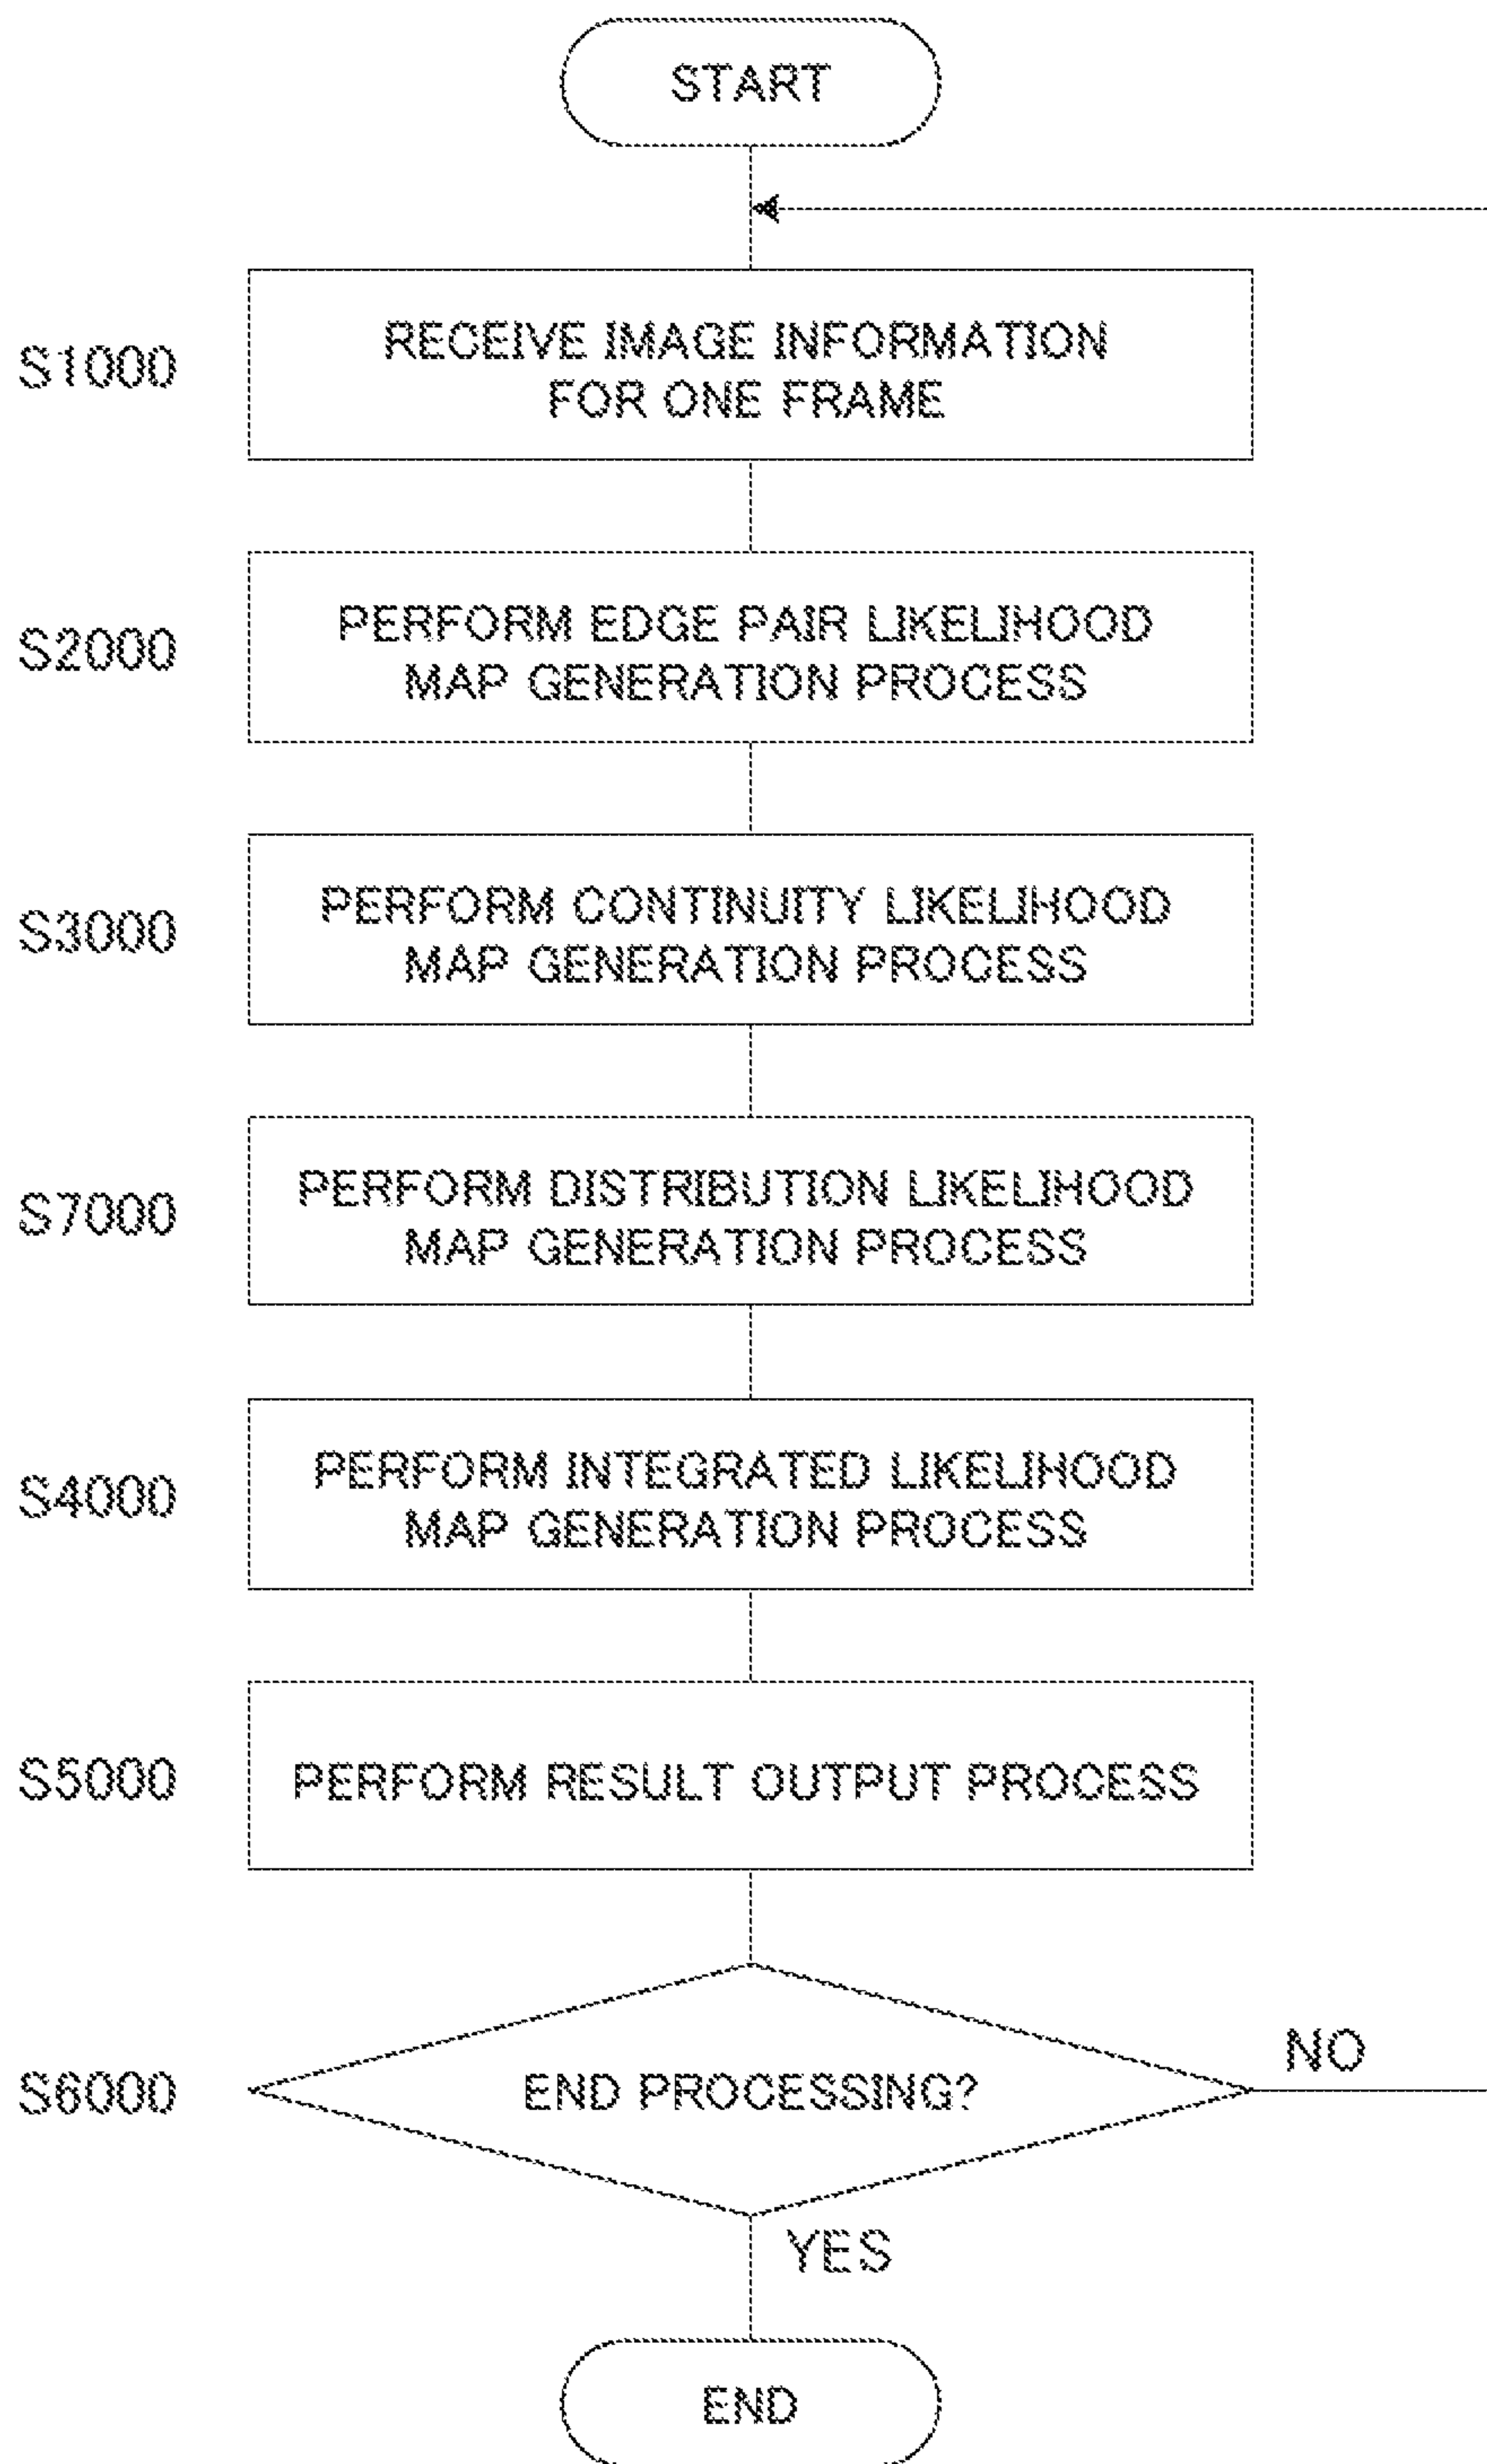 START
S1000
RECEIVE IMAGE INFORMATION
FOR ONE FRAME
S2000
PERFORM EDGE PAIR LIKELIHOOD
MAP GENERATION PROCESS
S3000
PERFORM CONTINUITY LIKELIHOOD
MAP GENERATION PROCESS
S7000
PERFORM DISTRIBUTION LIKELIHOOD
MAP GENERATION PROCESS
S4000
PERFORM INTEGRATED LIKELIHOOD
MAP GENERATION PROCESS
S5000
PERFORM RESULT OUTPUT PROCESS
S6000
END PROCESSING?
NO
YES
END